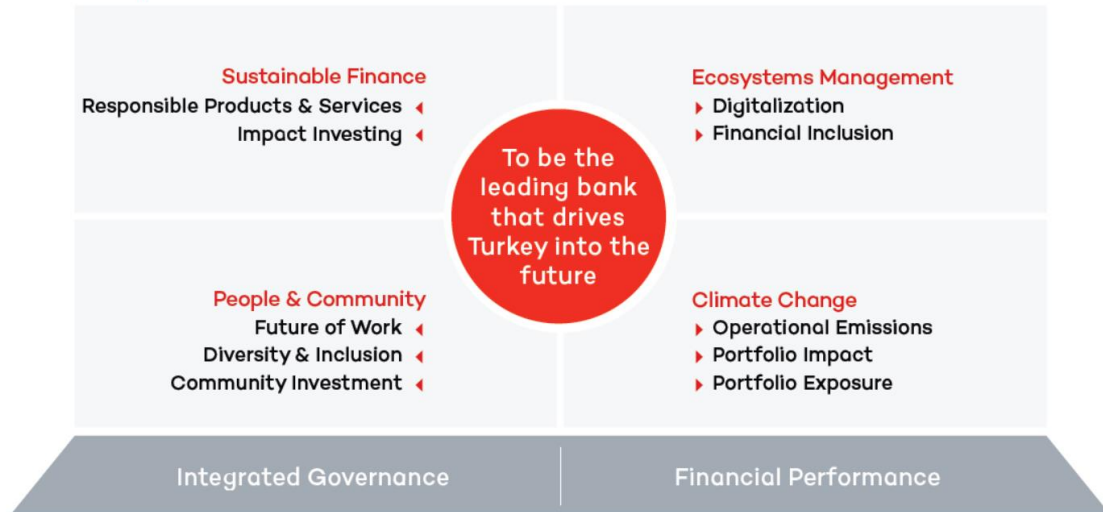 Sustainable Finance
Responsible Products & Services
Impact Investing
Ecosystems Management
Digitalization
Financial Inclusion
To be the
leading bank
that drives
Turkey into the
future
People & Community
Future of Work
Diversity & Inclusion
Community Investment
Climate Change
Operational Emissions
Portfolio Impact
Portfolio Exposure
Integrated Governance
Financial Performance